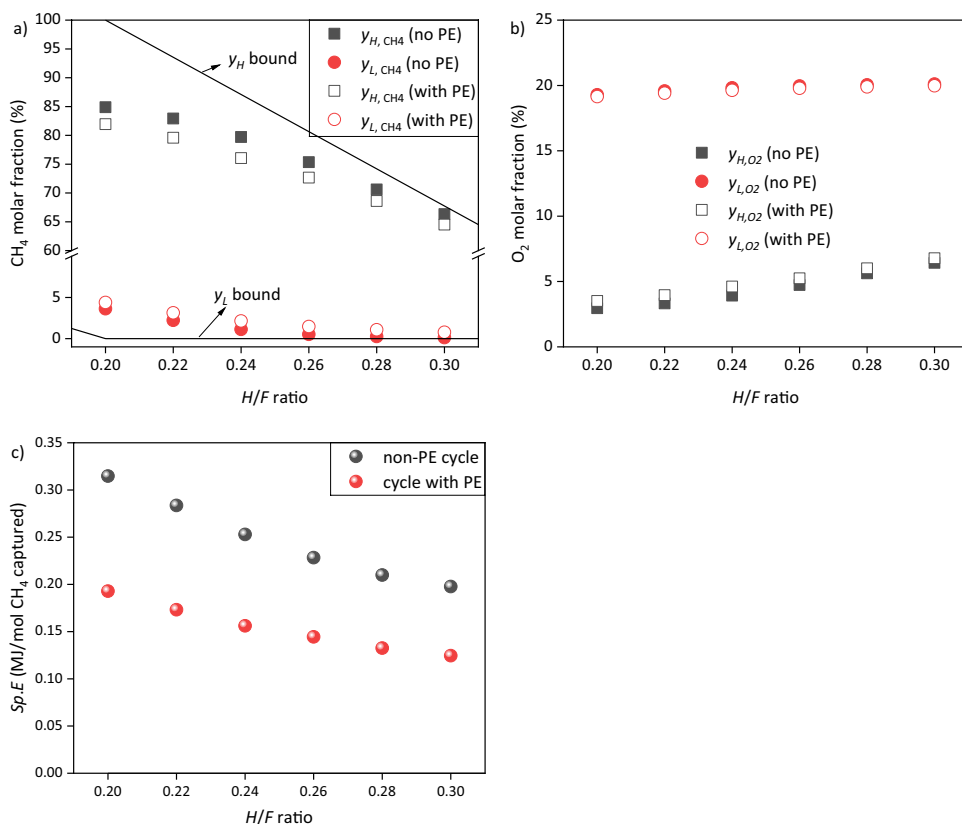 a)
100
95
90
85
80
75
70
65
60
5
0
CH4 molar fraction (%)
yH bound
yL bound
yH, CH4 (no PE)
yL, CH4 (no PE)
yH, CH4 (with PE)
yL, CH4 (with PE)
0.20 0.22 0.24 0.26 0.28 0.30
H/F ratio
b)
25
20
15
10
5
0
O2 molar fraction (%)
yH,O2 (no PE)
yL,O2 (no PE)
yH,O2 (with PE)
yL,O2 (with PE)
0.20 0.22 0.24 0.26 0.28 0.30
H/F ratio
c)
0.35
0.30
0.25
0.20
0.15
0.10
0.05
0.00
Sp.E (MJ/mol CH4 captured)
non-PE cycle
cycle with PE
0.20 0.22 0.24 0.26 0.28 0.30
H/F ratio